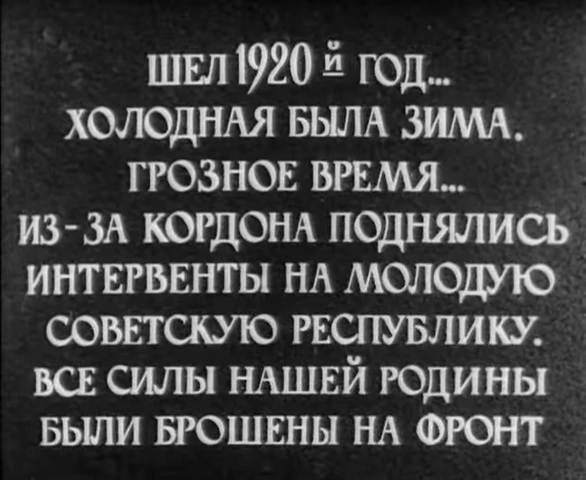 ШЕЛ 1920й ГОД...
ХОЛОДНАЯ БЫЛА ЗИМА.
ГРОЗНОЕ ВРЕМЯ...
ИЗ-ЗА КОРДОНА ПОДНЯЛИСЬ
ИНТЕРВЕНТЫ НА МОЛОДУЮ
СОВЕТСКУЮ РЕСПУБЛИКУ.
ВСЕ СИЛЫ НАШЕЙ РОДИНЫ
БЫЛИ БРОШЕНЫ НА ФРОНТ